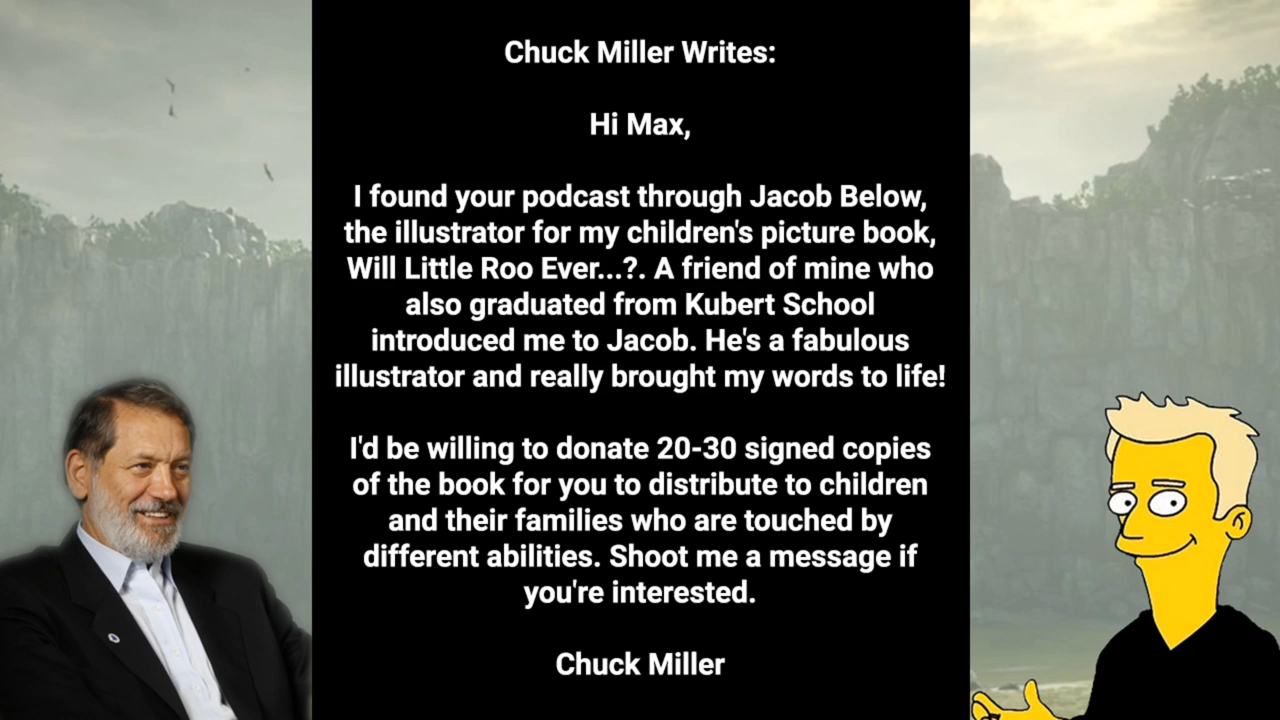 Chuck Miller Writes:
Hi Max,
I found your podcast through Jacob Below,
the illustrator for my children's picture book,
Will Little Roo Ever...?. A friend of mine who
also graduated from Kubert School
introduced me to Jacob. He's a fabulous
illustrator and really brought my words to life!
I'd be willing to donate 20-30 signed copies
of the book for you to distribute to children
and their families who are touched by
different abilities. Shoot me a message if
you're interested.
Chuck Miller